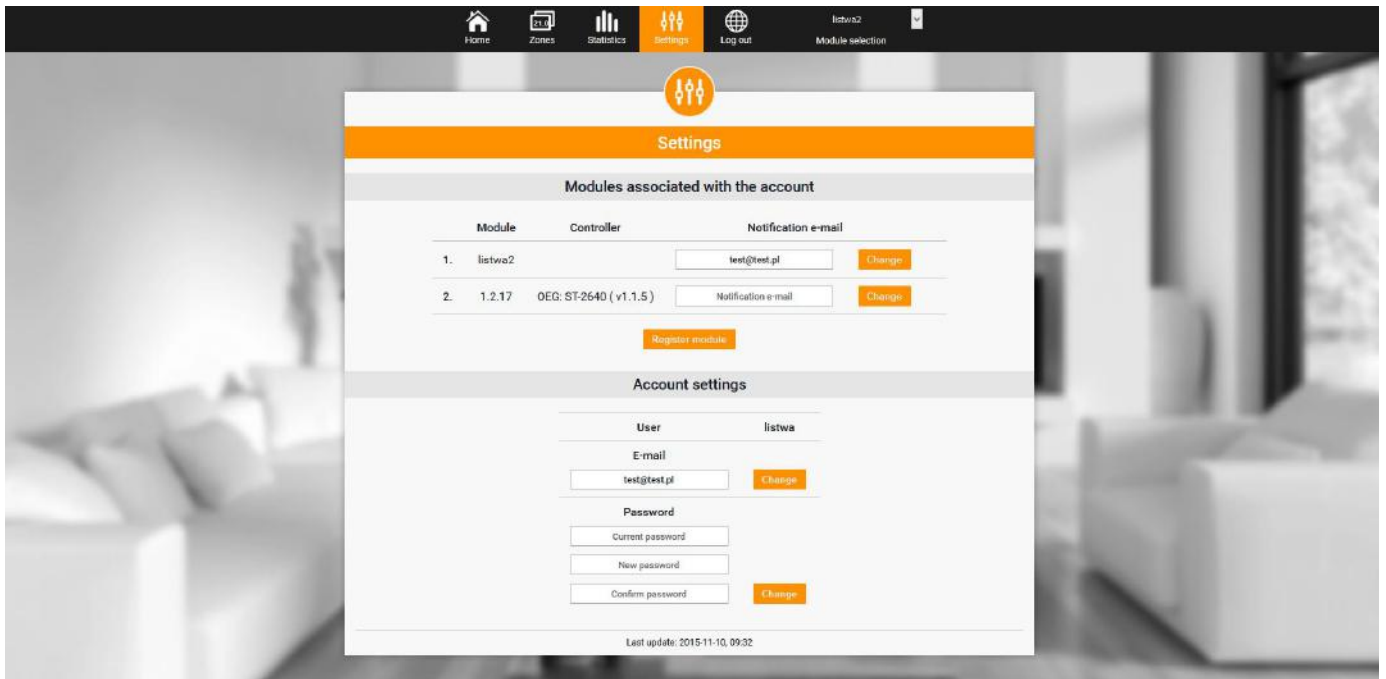 21.0
listwa2
Home Zones Statistics Settings Log out Module selection
Settings
Modules associated with the account
Module Controller Notification e-mail
1. listwa2 test@test.pl Change
2. 1.2.17 OEG: ST-2640 ( v1.1.5 ) Notification e-mail Change
Register module
Account settings
User listwa
E-mail
test@test.pl Change
Password
Current password
New password
Confirm password Change
Last update: 2015-11-10, 09:32